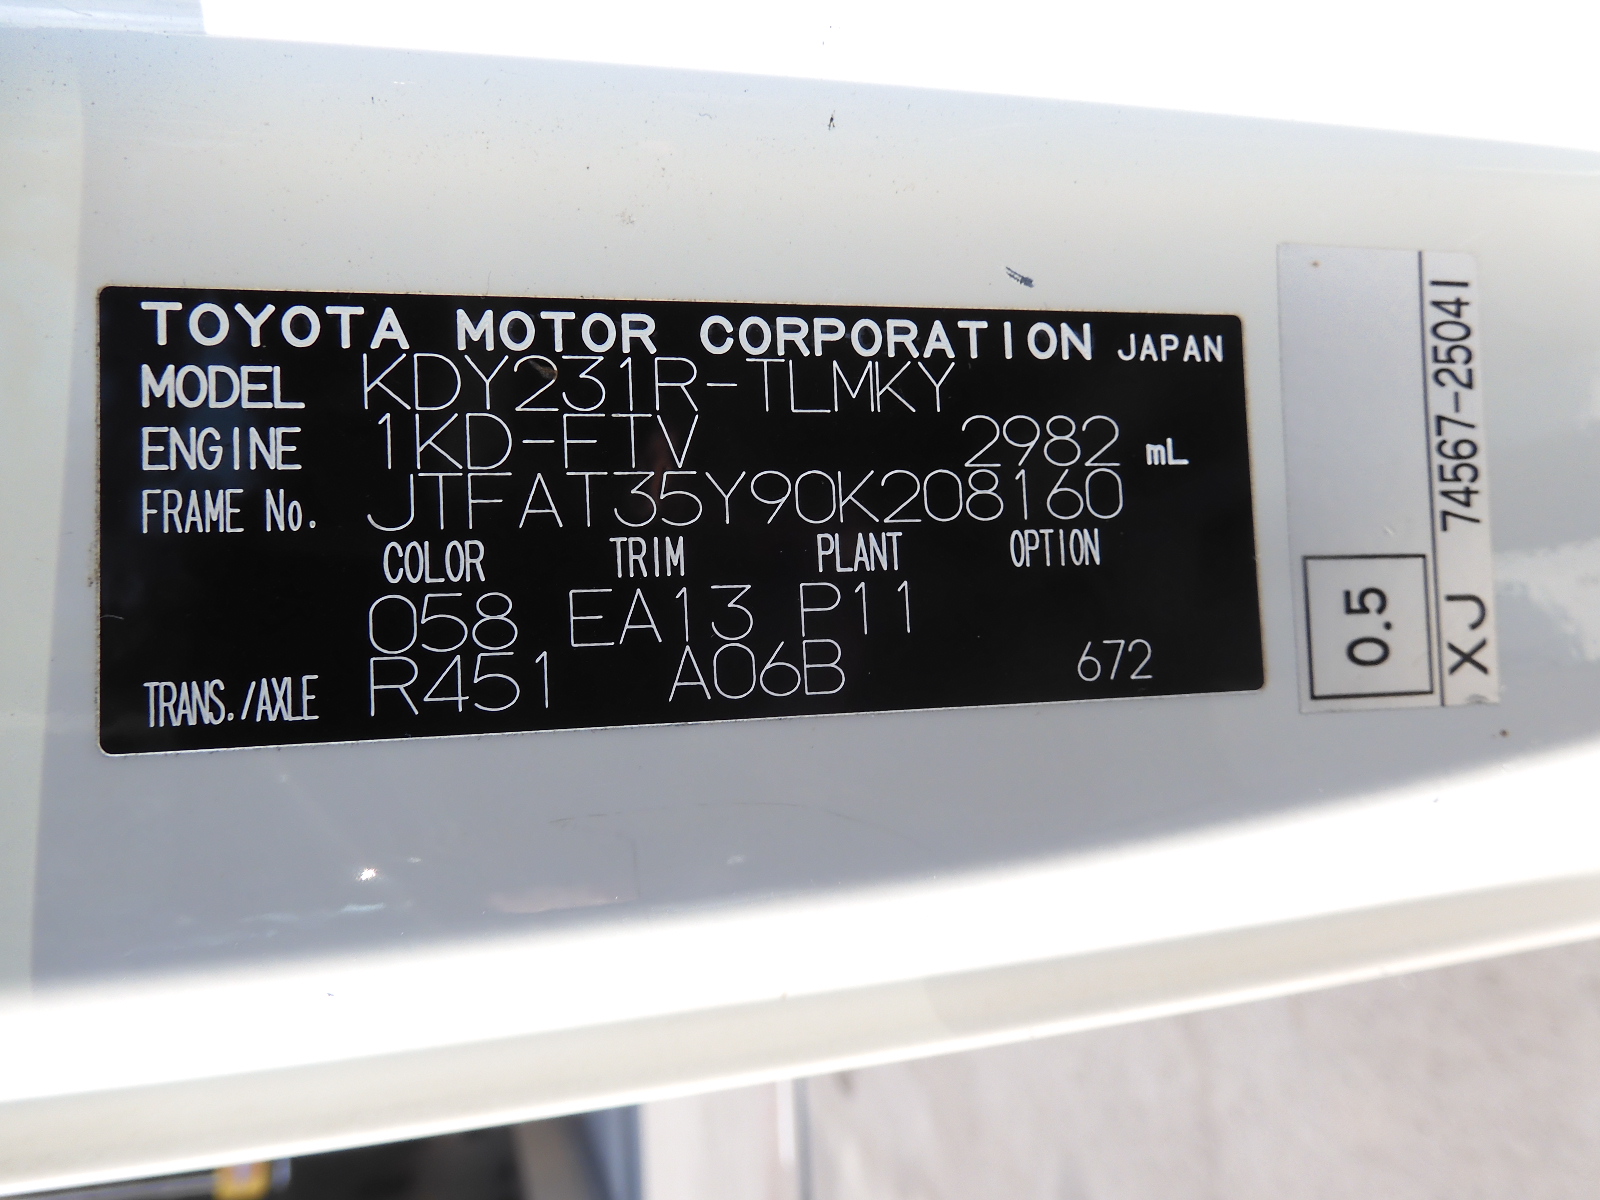 TOYOTA MOTOR CORPORATION JAPAN
MODEL KDY231R-TLMKY
ENGINE 1KD-FTV 2982 mL
FRAME No. JTFAT35Y90K208160
COLOR TRIM PLANT OPTION
058 EA13 P11
TRANS./AXLE R451 A06B 672
0.5
XJ 74567-25041